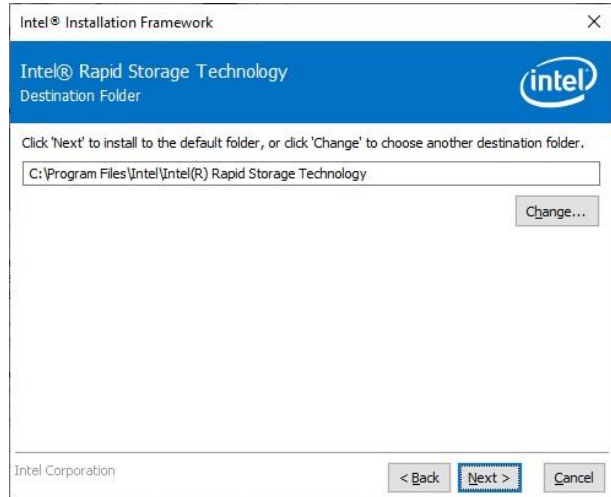 Intel® Installation Framework
Intel® Rapid Storage Technology
Destination Folder
intel
Click 'Next' to install to the default folder, or click 'Change' to choose another destination folder.
C:\Program Files\Intel\Intel(R) Rapid Storage Technology
Change...
Intel Corporation
< Back Next > Cancel